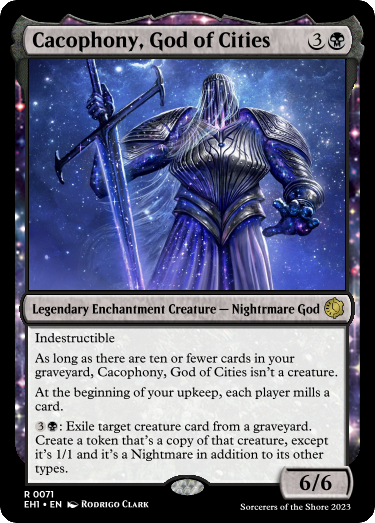 Cacophony, God of Cities 3
Legendary Enchantment Creature — Nightrmare God
Indestructible
As long as there are ten or fewer cards in your
graveyard, Cacophony, God of Cities isn't a creature.
At the beginning of your upkeep, each player mills a
card.
3: Exile target creature card from a graveyard.
Create a token that's a copy of that creature, except
it's 1/1 and it's a Nightmare in addition to its other
types.
6/6
R 0071
EH1 • EN Rodrigo Clark
Sorcerers of the Shore 2023